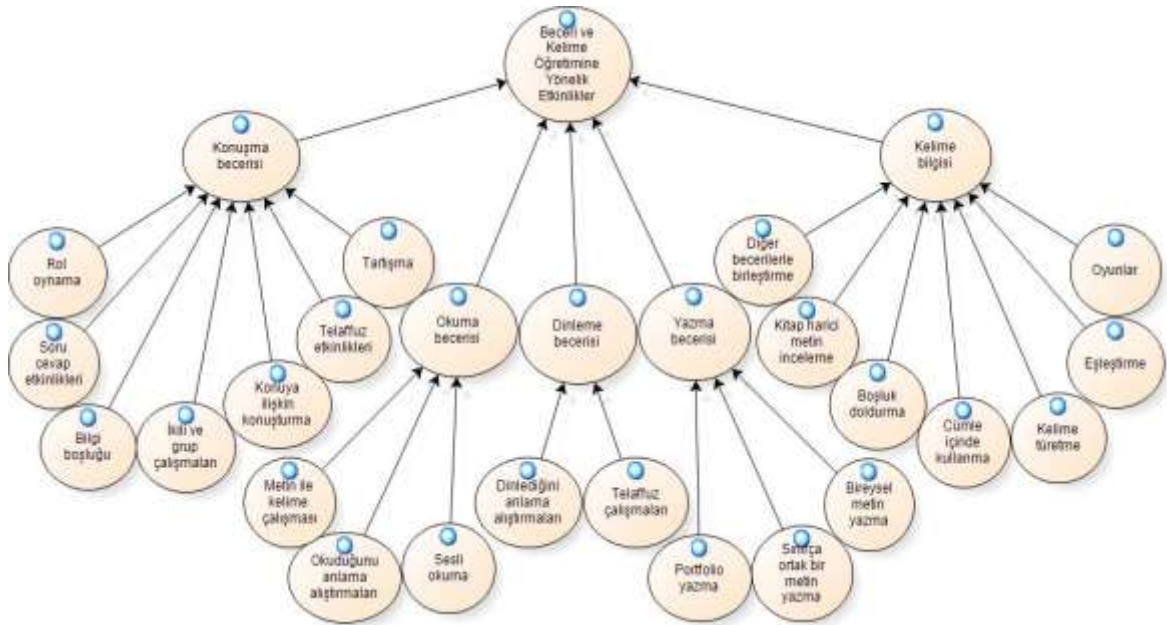 Beceri ve
Kelime
Öğretimine
Yönelik
Etkinlikler
Konuşma
becerisi
Kelime
bilgisi
Rol
oynama
Soru
cevap
etkinlikleri
Bilgi
boşluğu
İkili ve
grup
çalışmaları
Konuya
ilişkin
konuşturma
Telaffuz
etkinlikleri
Tartışma
Okuma
becerisi
Dinleme
becerisi
Yazma
becerisi
Diğer
becerilerle
birleştirme
Kitap harici
metin
inceleme
Boşluk
doldurma
Cümle
içinde
kullanma
Kelime
türetme
Eşleştirme
Oyunlar
Metin ile
kelime
çalışması
Okuduğunu
anlama
alıştırmaları
Sesli
okuma
Dinlediğini
anlama
alıştırmaları
Telaffuz
çalışmaları
Portfolio
yazma
Sınıfça
ortak bir
metin
yazma
Bireysel
metin
yazma